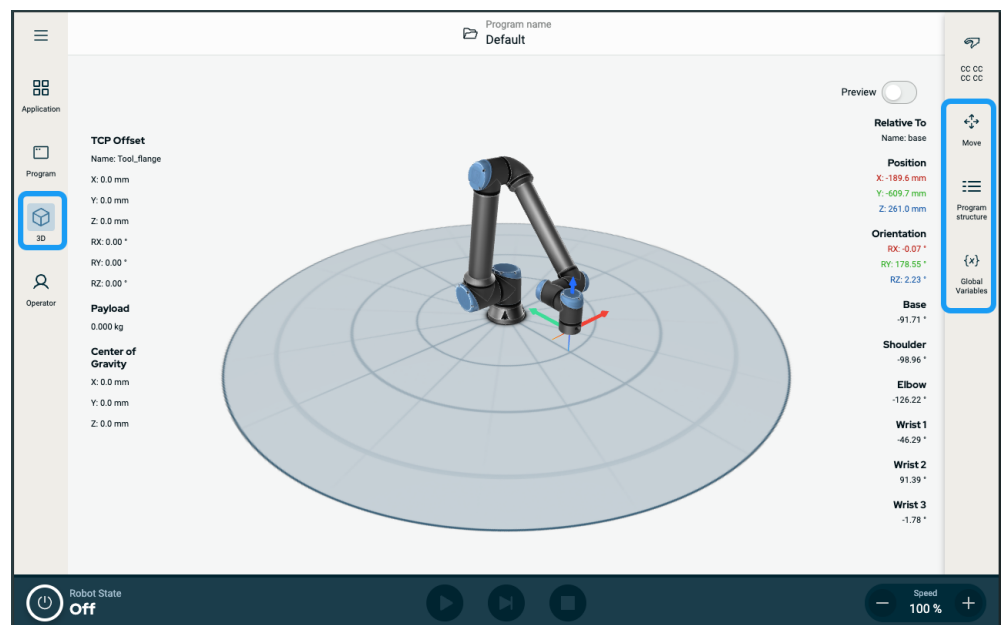 Program name
Default
Application
Program
3D
Operator
TCP Offset
Name: Tool_flange
X: 0.0 mm
Y: 0.0 mm
Z: 0.0 mm
RX: 0.00 °
RY: 0.00 °
RZ: 0.00 °
Payload
0.000 kg
Center of
Gravity
X: 0.0 mm
Y: 0.0 mm
Z: 0.0 mm
Preview
Relative To
Name: base
Position
X: -189.6 mm
Y: -609.7 mm
Z: 261.0 mm
Orientation
RX: -0.07 °
RY: 178.55 °
RZ: 2.23 °
Base
-91.71 °
Shoulder
-98.96 °
Elbow
-126.22 °
Wrist 1
-46.29 °
Wrist 2
91.39 °
Wrist 3
-1.78 °
CC CC
CC CC
Move
Program
structure
{x}
Global
Variables
Robot State
Off
Speed
100 %